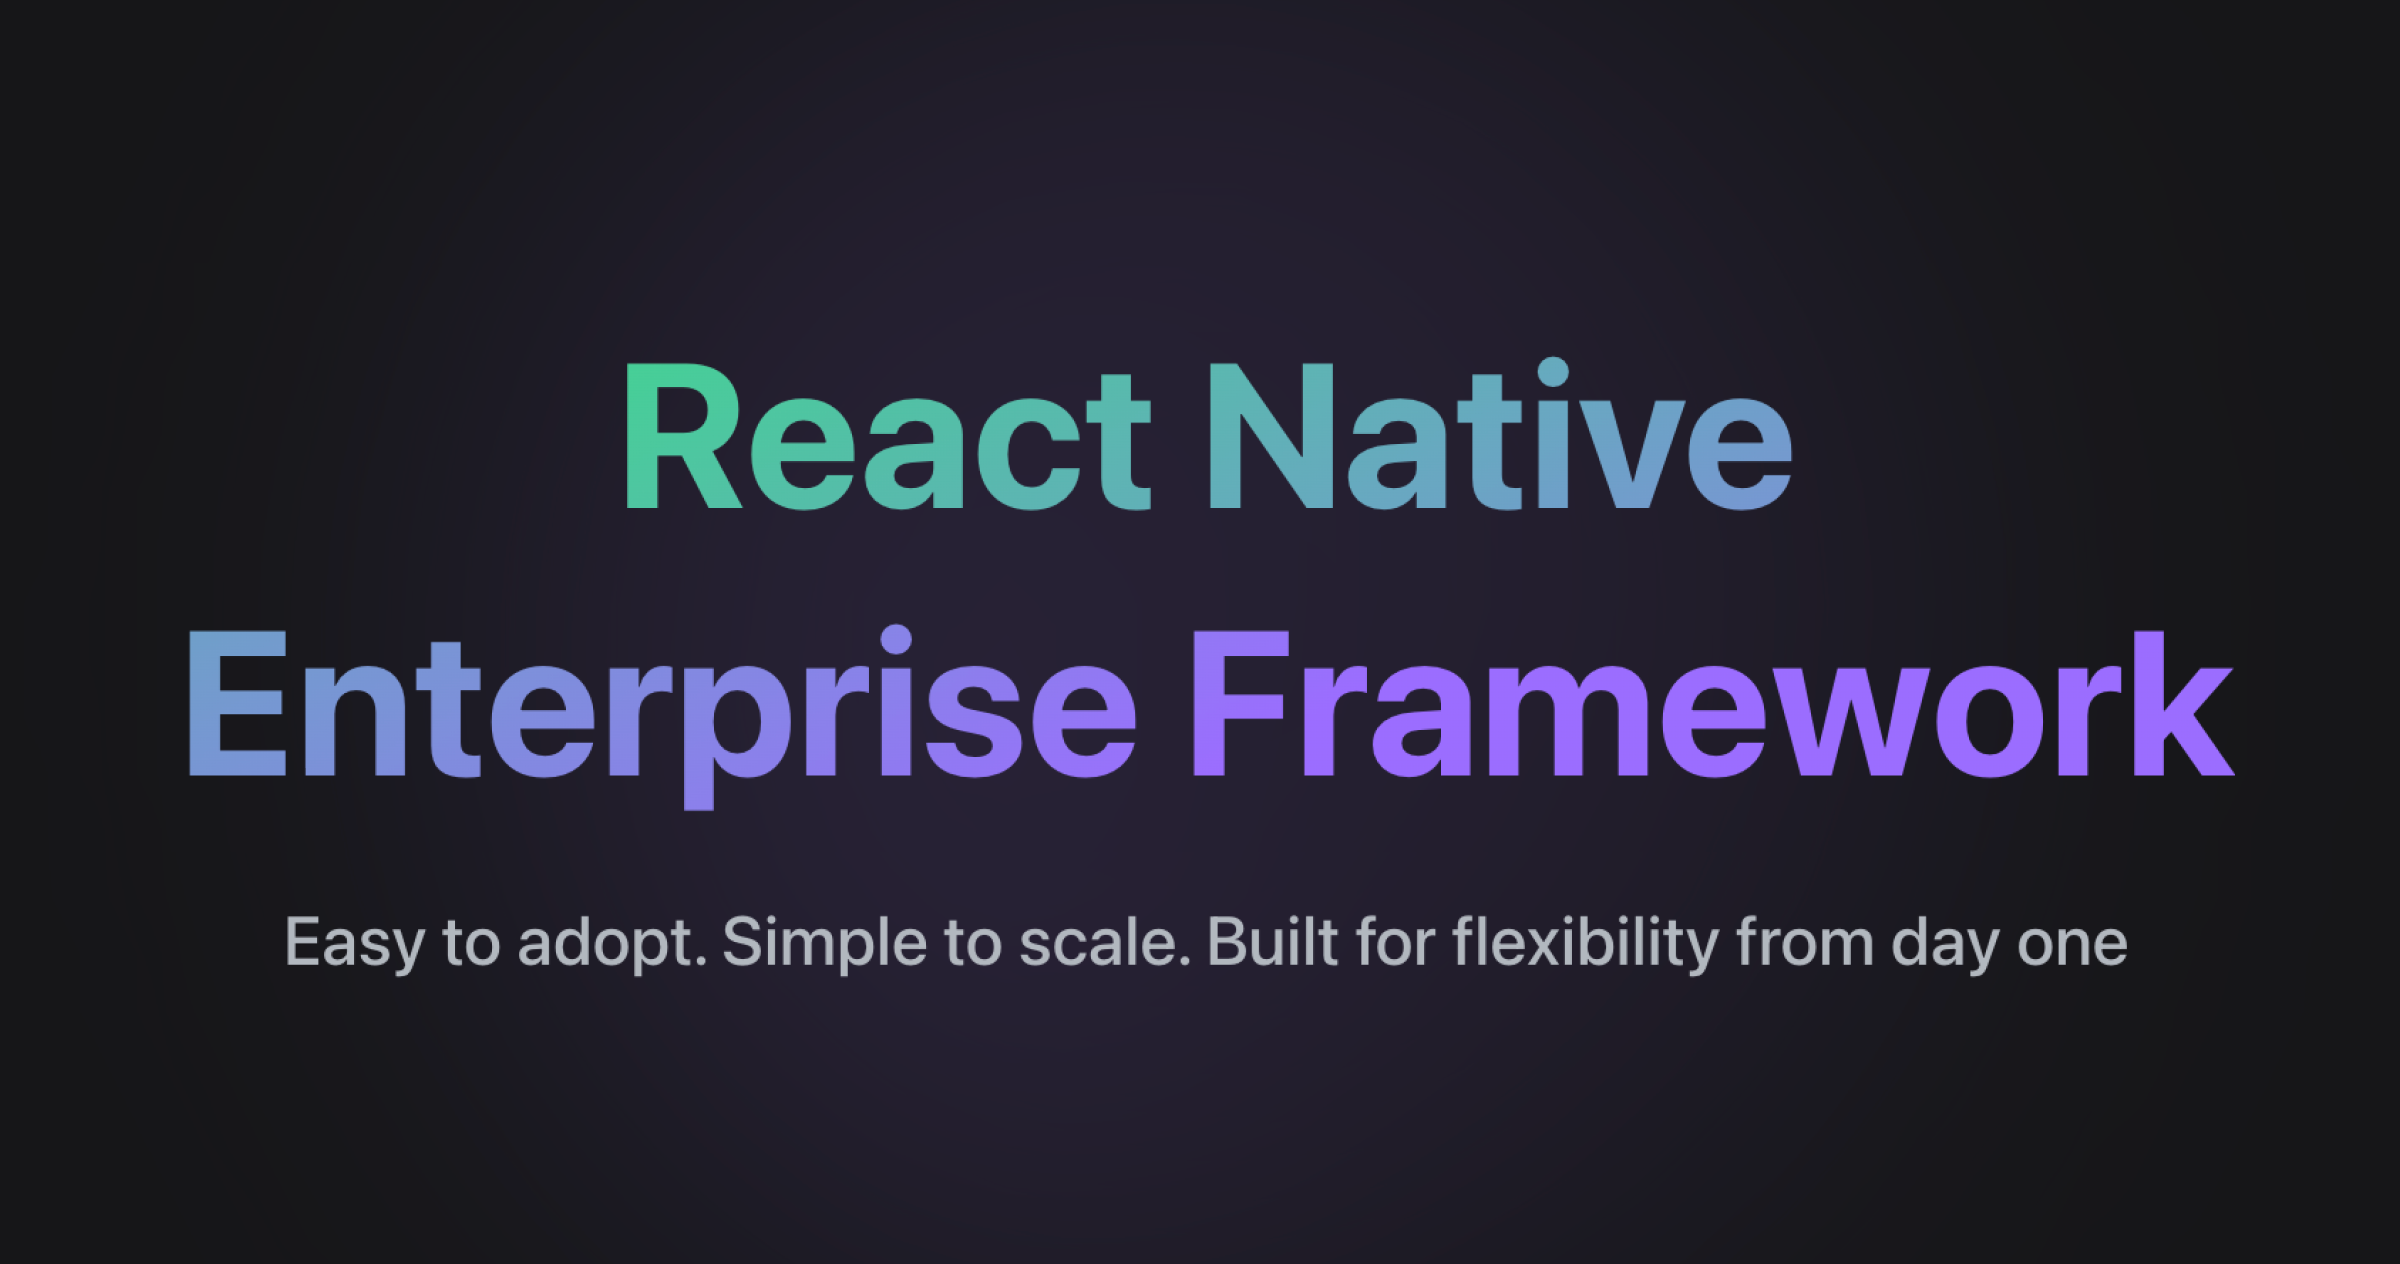 React Native
Enterprise Framework
Easy to adopt. Simple to scale. Built for flexibility from day one